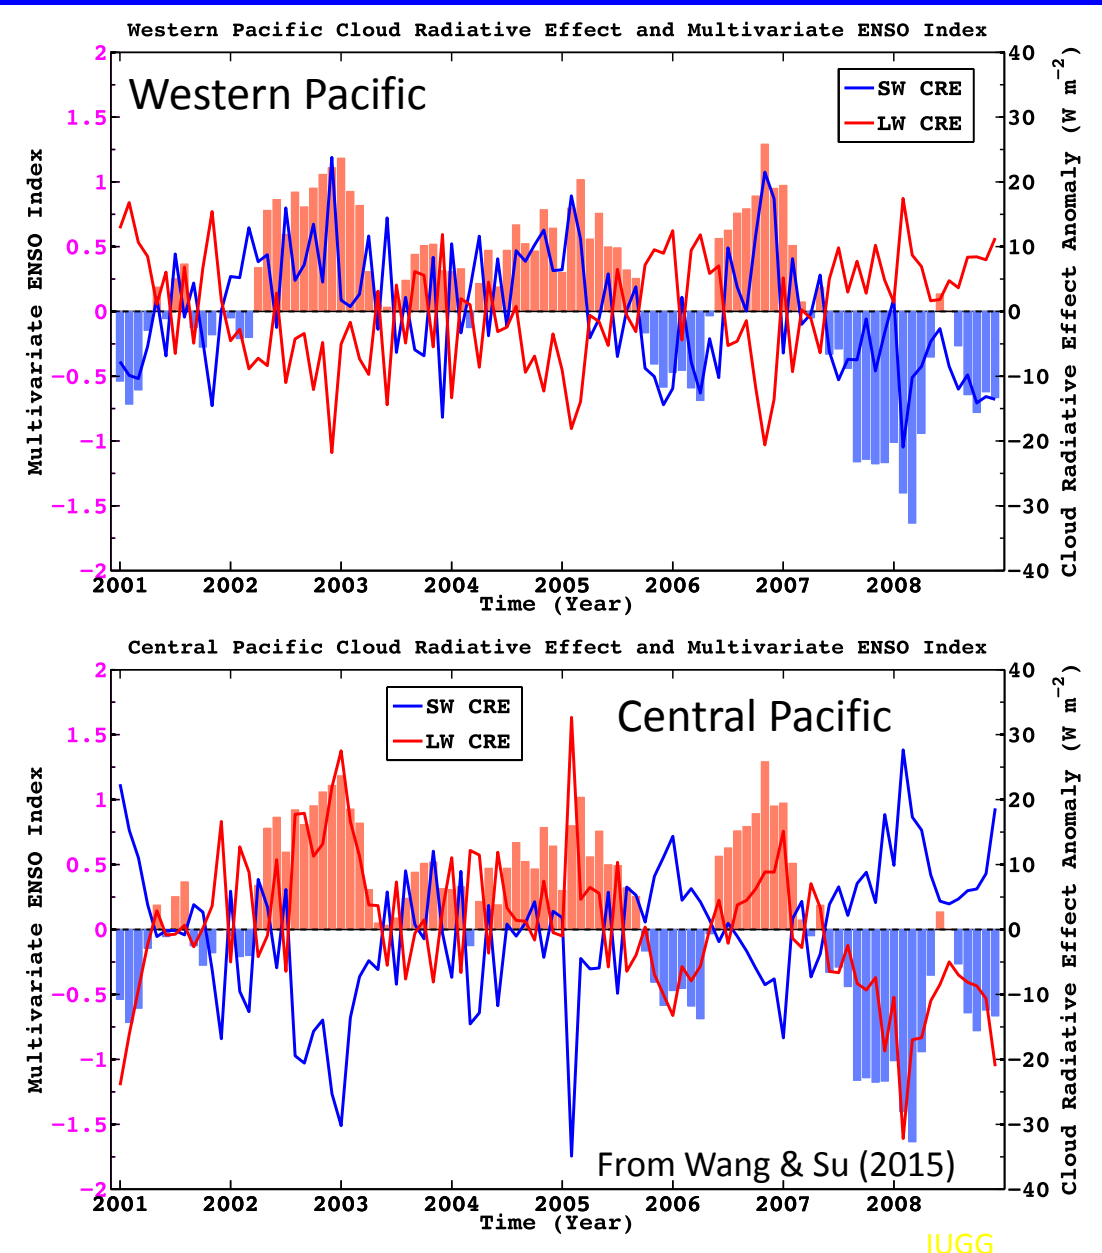 Western Pacific Cloud Radiative Effect and Multivariate ENSO Index
Western Pacific
SW CRE
LW CRE
Multivariate ENSO Index
2
1.5
1
0.5
0
−0.5
−1
−1.5
−2
Cloud Radiative Effect Anomaly (W m−2)
40
30
20
10
0
−10
−20
−30
−40
2001 2002 2003 2004 2005 2006 2007 2008
Time (Year)
Central Pacific Cloud Radiative Effect and Multivariate ENSO Index
Central Pacific
SW CRE
LW CRE
Multivariate ENSO Index
2
1.5
1
0.5
0
−0.5
−1
−1.5
−2
Cloud Radiative Effect Anomaly (W m−2)
40
30
20
10
0
−10
−20
−30
−40
From Wang & Su (2015)
2001 2002 2003 2004 2005 2006 2007 2008
Time (Year)
IUGG